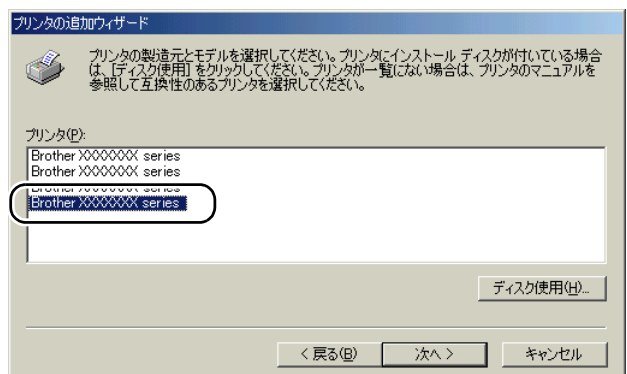 プリンタの追加ウィザード
プリンタの製造元とモデルを選択してください。プリンタにインストール ディスクが付いている場合
は、[ディスク使用] をクリックしてください。プリンタが一覧にない場合は、プリンタのマニュアルを
参照して互換性のあるプリンタを選択してください。
プリンタ(P):
Brother XXXXXXX series
Brother XXXXXXX series
Brother XXXXXXX series
ディスク使用(H)...
< 戻る(B)
次へ >
キャンセル